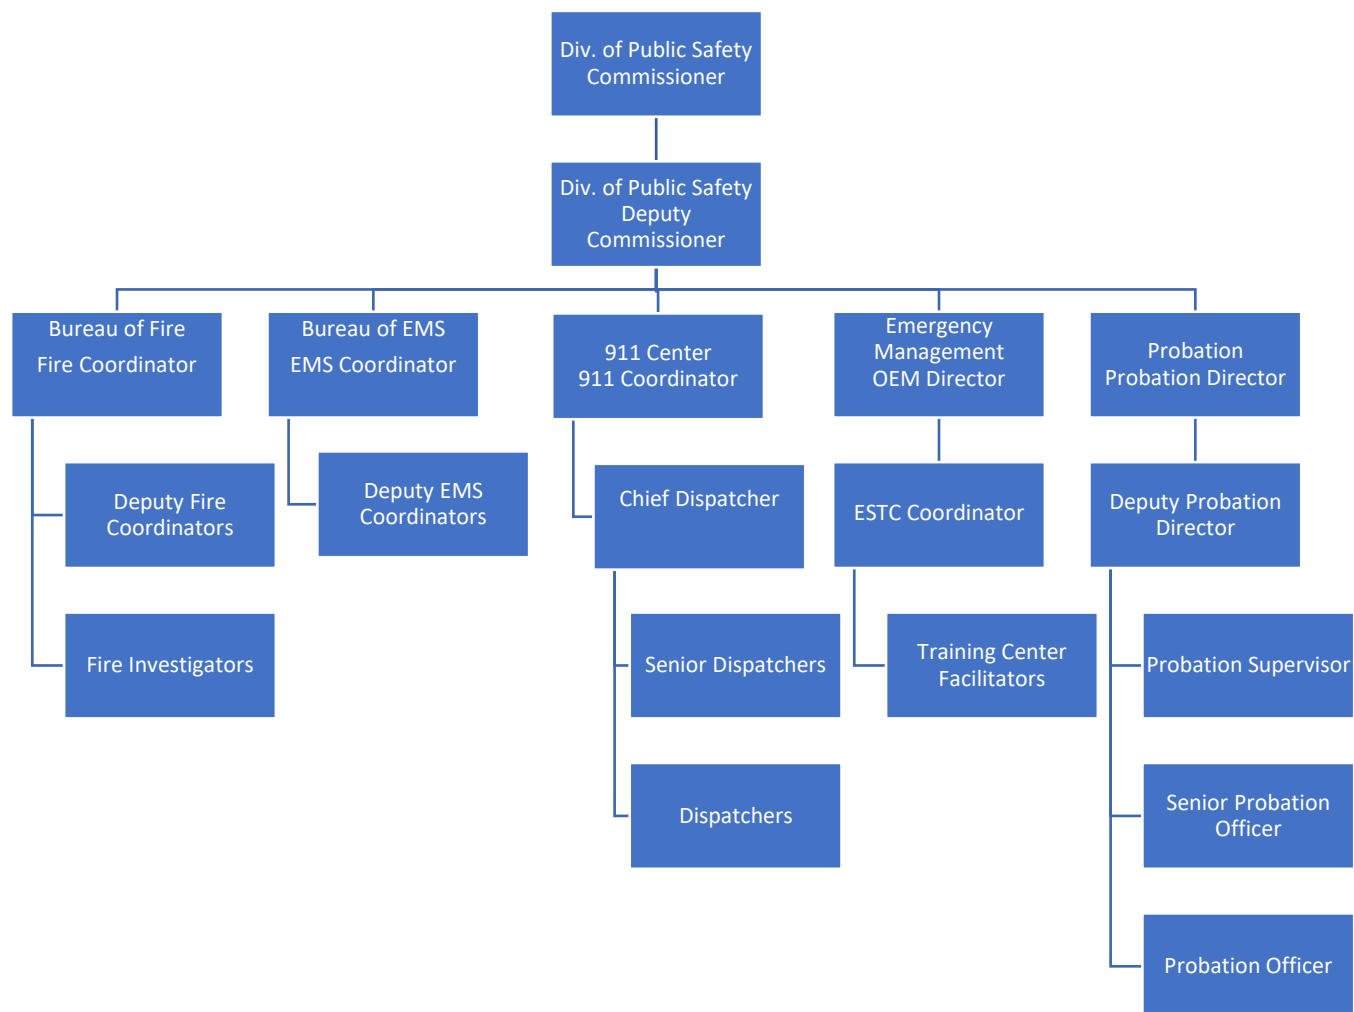 Div. of Public Safety
Commissioner
Div. of Public Safety
Deputy
Commissioner
Bureau of Fire
Fire Coordinator
Bureau of EMS
EMS Coordinator
911 Center
911 Coordinator
Emergency
Management
OEM Director
Probation
Probation Director
Deputy Fire
Coordinators
Deputy EMS
Coordinators
Chief Dispatcher
ESTC Coordinator
Deputy Probation
Director
Fire Investigators
Senior Dispatchers
Training Center
Facilitators
Probation Supervisor
Dispatchers
Senior Probation
Officer
Probation Officer